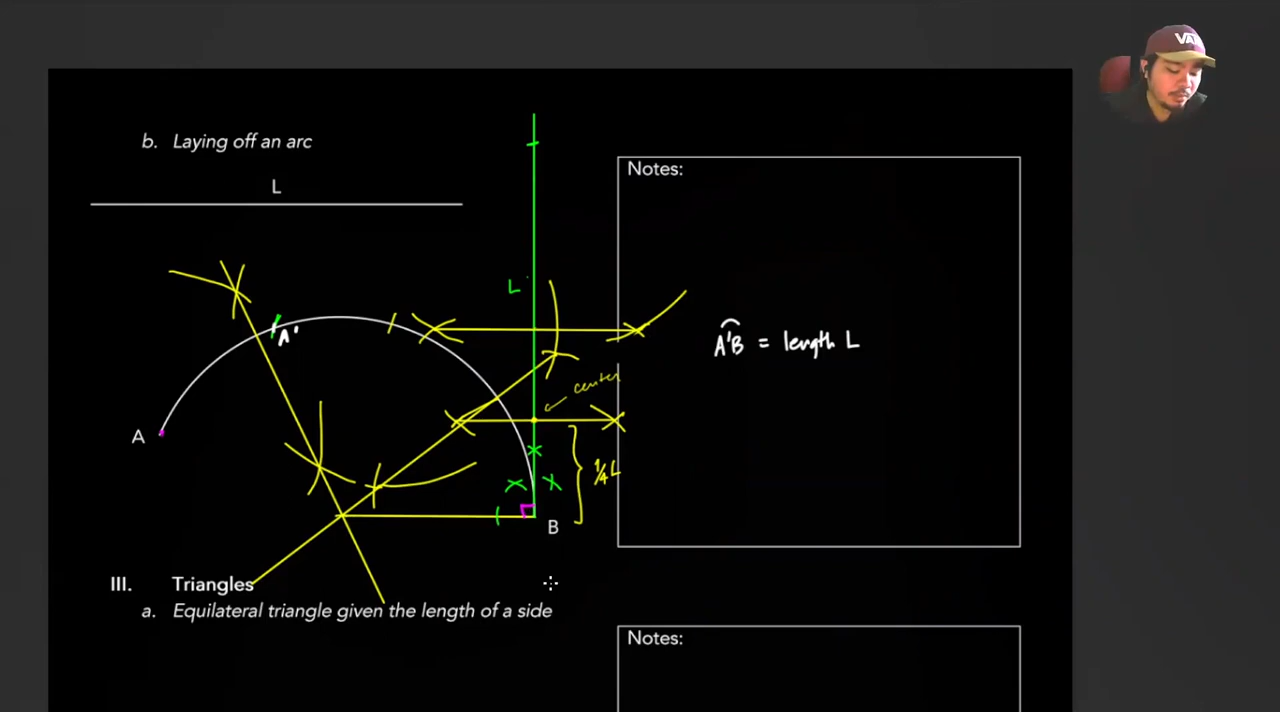 b. Laying off an arc
L
Notes:
L
A'
A'B = length L
center
A
1/4 L
B
III. Triangles
a. Equilateral triangle given the length of a side
Notes: